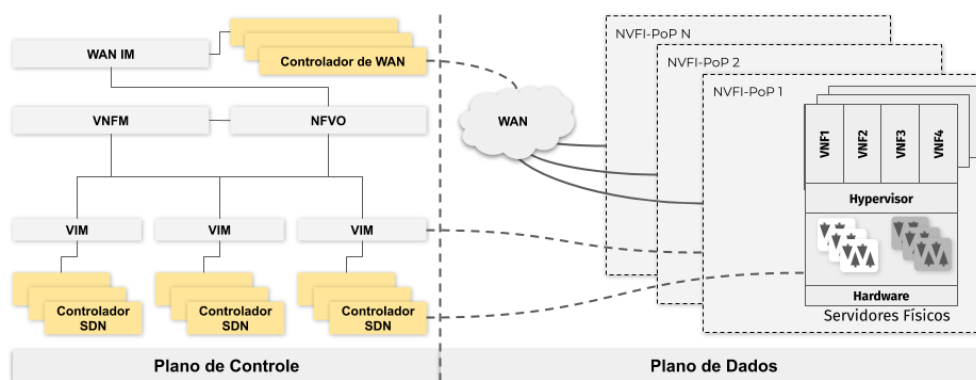 WAN IM
Controlador de WAN
VNFM
NFVO
VIM
VIM
VIM
Controlador
SDN
Controlador
SDN
Controlador
SDN
Plano de Controle
WAN
NVFI-PoP N
NVFI-PoP 2
NVFI-PoP 1
VNF1
VNF2
VNF3
VNF4
Hypervisor
Hardware
Servidores Físicos
Plano de Dados